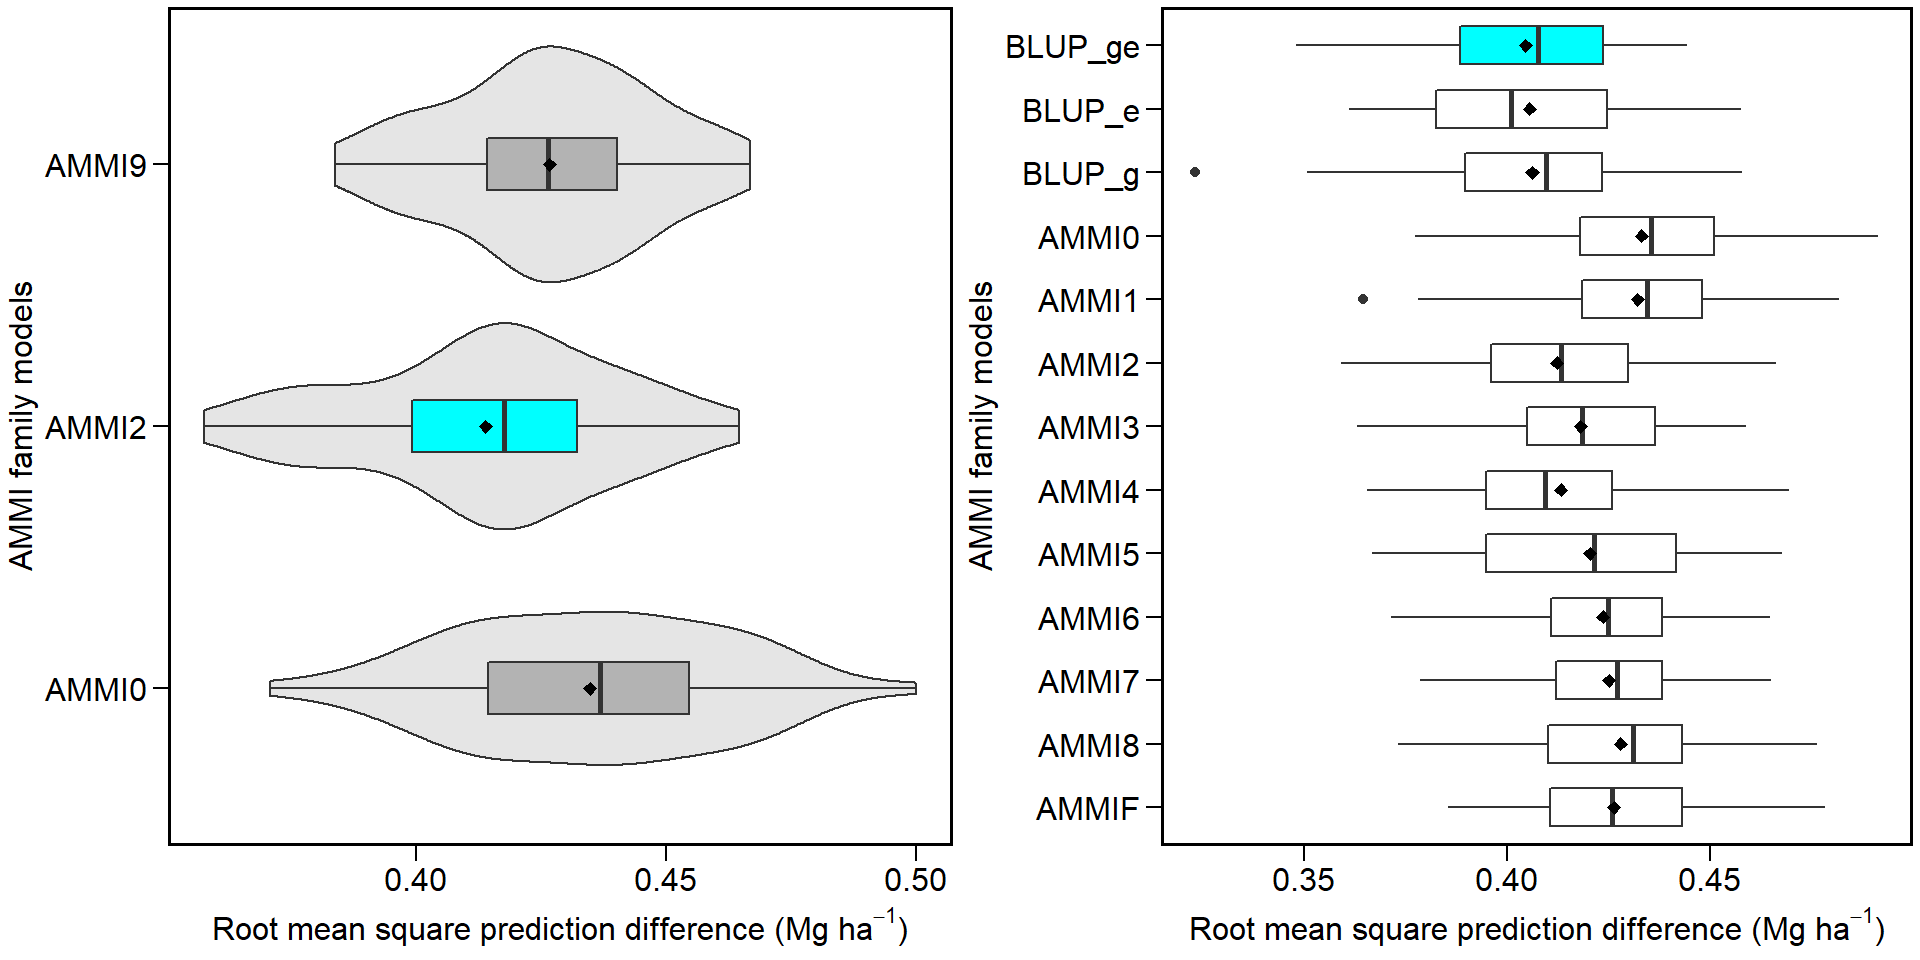 AMMI family models
AMMI9
AMMI2
AMMI0
0.40 0.45 0.50
Root mean square prediction difference (Mg ha⁻¹)
AMMI family models
BLUP_ge
BLUP_e
BLUP_g
AMMI0
AMMI1
AMMI2
AMMI3
AMMI4
AMMI5
AMMI6
AMMI7
AMMI8
AMMIF
0.35 0.40 0.45
Root mean square prediction difference (Mg ha⁻¹)